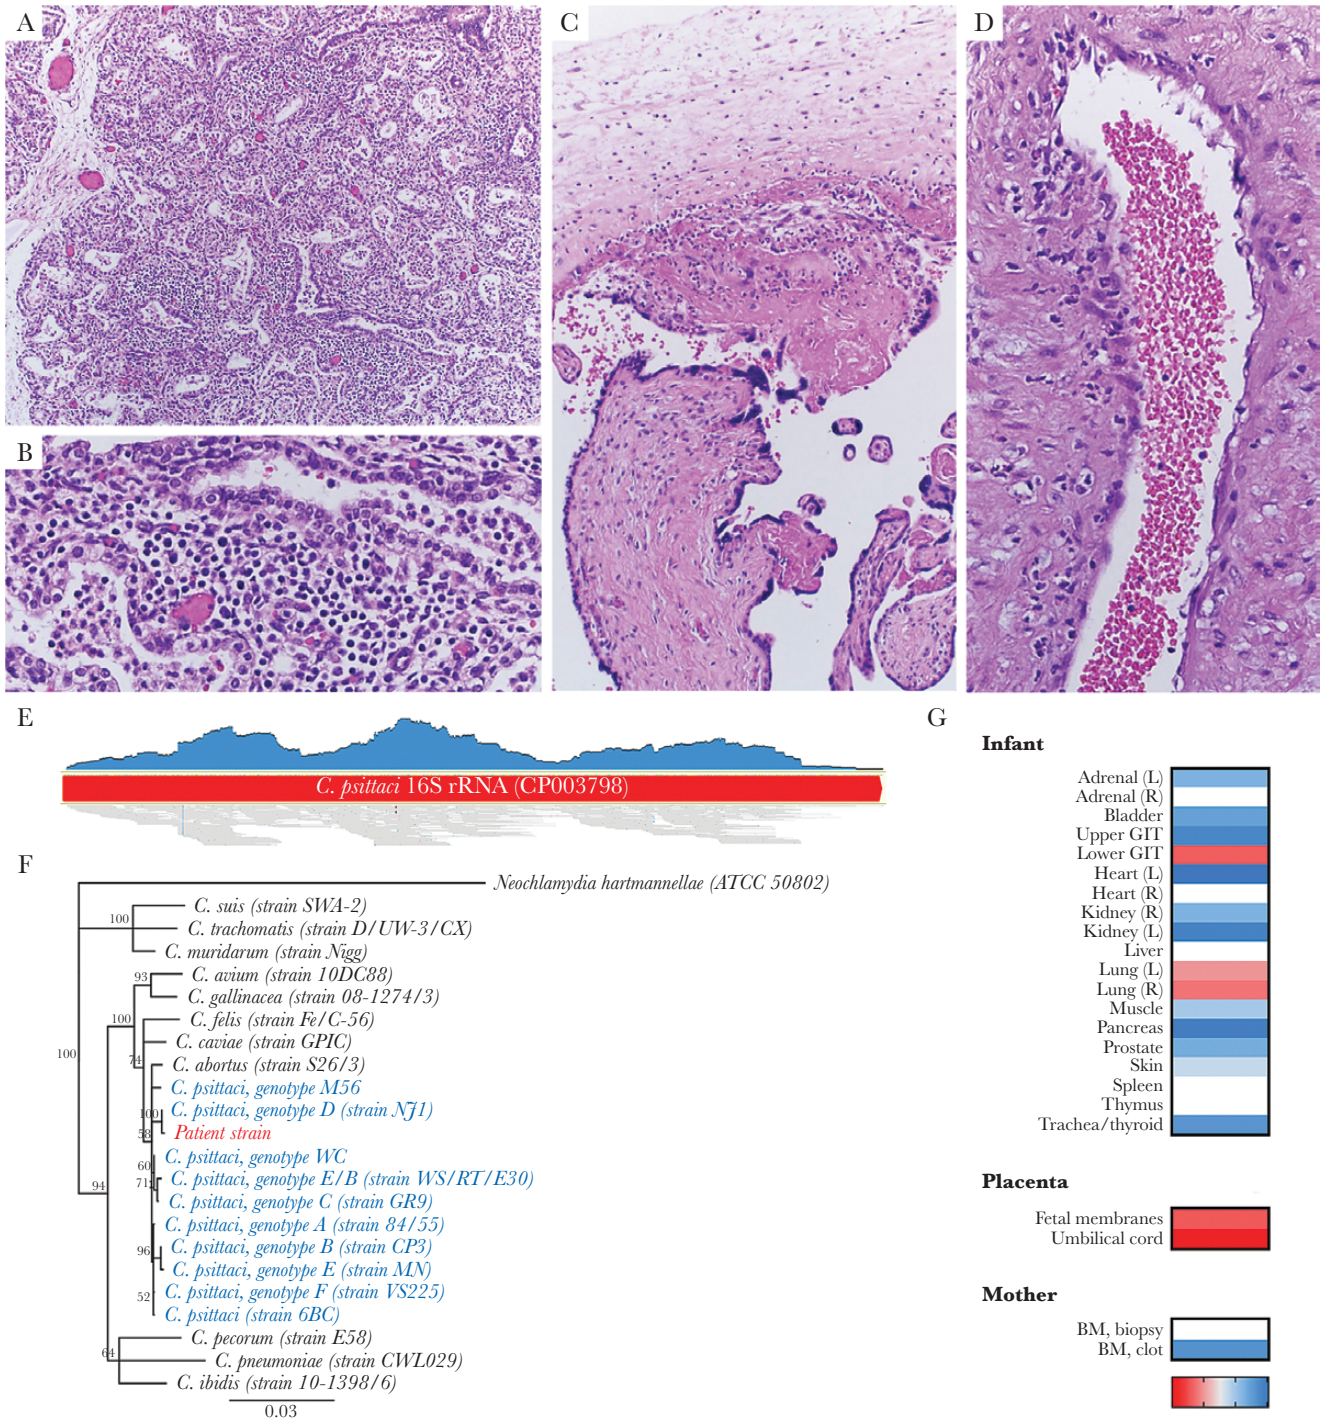 A
B
C
D
E
C. psittaci 16S rRNA (CP003798)
F
Neochlamydia hartmannellae (ATCC 50802)
C. suis (strain SWA-2)
100
C. trachomatis (strain D/UW-3/CX)
C. muridarum (strain Nigg)
C. avium (strain 10DC88)
93
C. gallinacea (strain 08-1274/3)
100
C. felis (strain Fe/C-56)
C. caviae (strain GPIC)
100
74
C. abortus (strain S26/3)
C. psittaci, genotype M56
100
C. psittaci, genotype D (strain NJ1)
58
Patient strain
C. psittaci, genotype WC
60
71
C. psittaci, genotype E/B (strain WS/RT/E30)
94
C. psittaci, genotype C (strain GR9)
C. psittaci, genotype A (strain 84/55)
96
C. psittaci, genotype B (strain CP3)
C. psittaci, genotype E (strain MN)
52
C. psittaci, genotype F (strain VS225)
C. psittaci (strain 6BC)
C. pecorum (strain E58)
64
C. pneumoniae (strain CWL029)
C. ibidis (strain 10-1398/6)
0.03
G
Infant
Adrenal (L)
Adrenal (R)
Bladder
Upper GIT
Lower GIT
Heart (L)
Heart (R)
Kidney (R)
Kidney (L)
Liver
Lung (L)
Lung (R)
Muscle
Pancreas
Prostate
Skin
Spleen
Thymus
Trachea/thyroid
Placenta
Fetal membranes
Umbilical cord
Mother
BM, biopsy
BM, clot